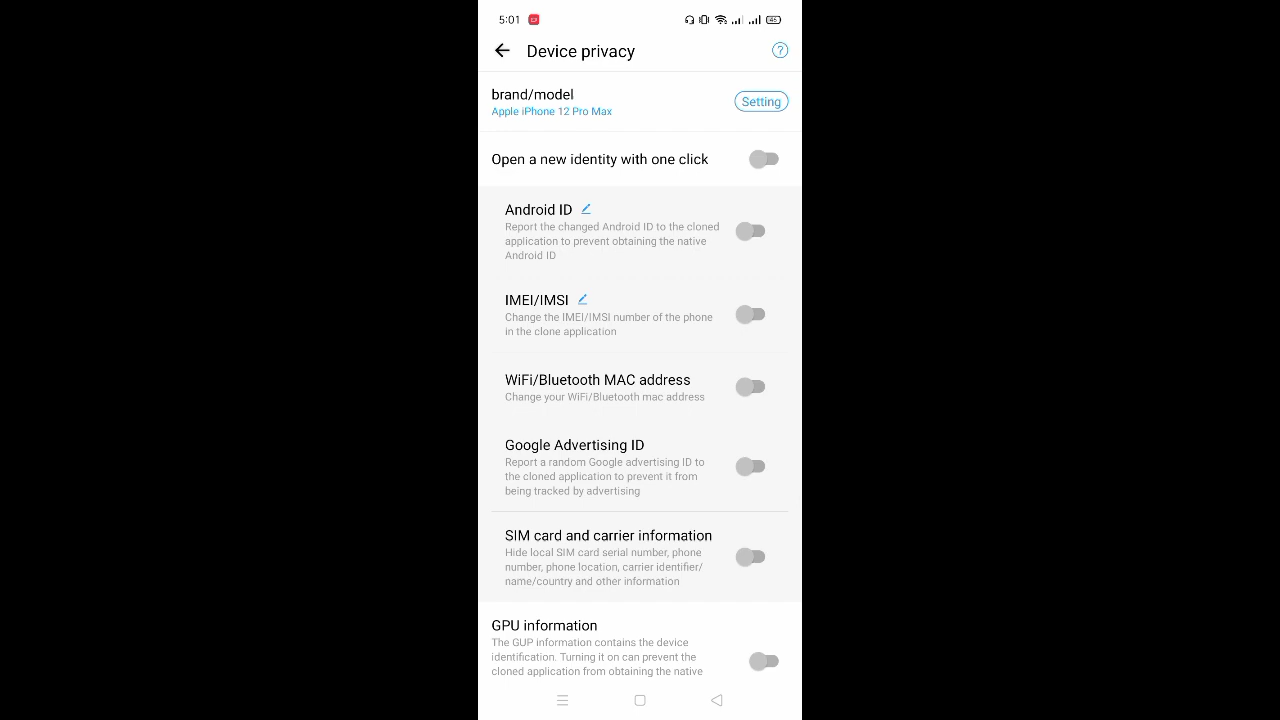 5:01
45
Device privacy
?
brand/model
Apple iPhone 12 Pro Max
Setting
Open a new identity with one click
Android ID
Report the changed Android ID to the cloned
application to prevent obtaining the native
Android ID
IMEI/IMSI
Change the IMEI/IMSI number of the phone
in the clone application
WiFi/Bluetooth MAC address
Change your WiFi/Bluetooth mac address
Google Advertising ID
Report a random Google advertising ID to
the cloned application to prevent it from
being tracked by advertising
SIM card and carrier information
Hide local SIM card serial number, phone
number, phone location, carrier identifier/
name/country and other information
GPU information
The GUP information contains the device
identification. Turning it on can prevent the
cloned application from obtaining the native